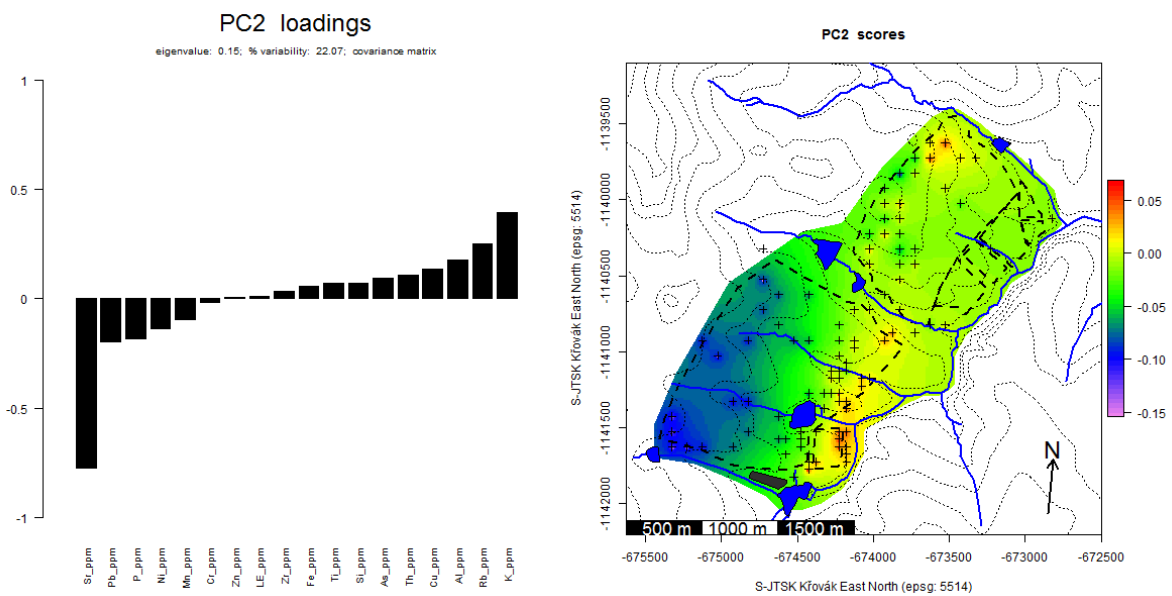 PC2 loadings
eigenvalue: 0.15; % variability: 22.07; covariance matrix
1
0.5
0
-0.5
-1
Sr_ppm
Pb_ppm
P_ppm
Ni_ppm
Mn_ppm
Cr_ppm
Zn_ppm
LE_ppm
Zr_ppm
Fe_ppm
Ti_ppm
Si_ppm
As_ppm
Th_ppm
Cu_ppm
Al_ppm
Rb_ppm
K_ppm
PC2 scores
S-JTSK Křovák East North (epsg: 5514)
-1139500
-1140000
-1140500
-1141000
-1141500
-1142000
500 m 1000 m 1500 m
N
-675500 -675000 -674500 -674000 -673500 -673000 -672500
S-JTSK Křovák East North (epsg: 5514)
0.05
0.00
-0.05
-0.10
-0.15